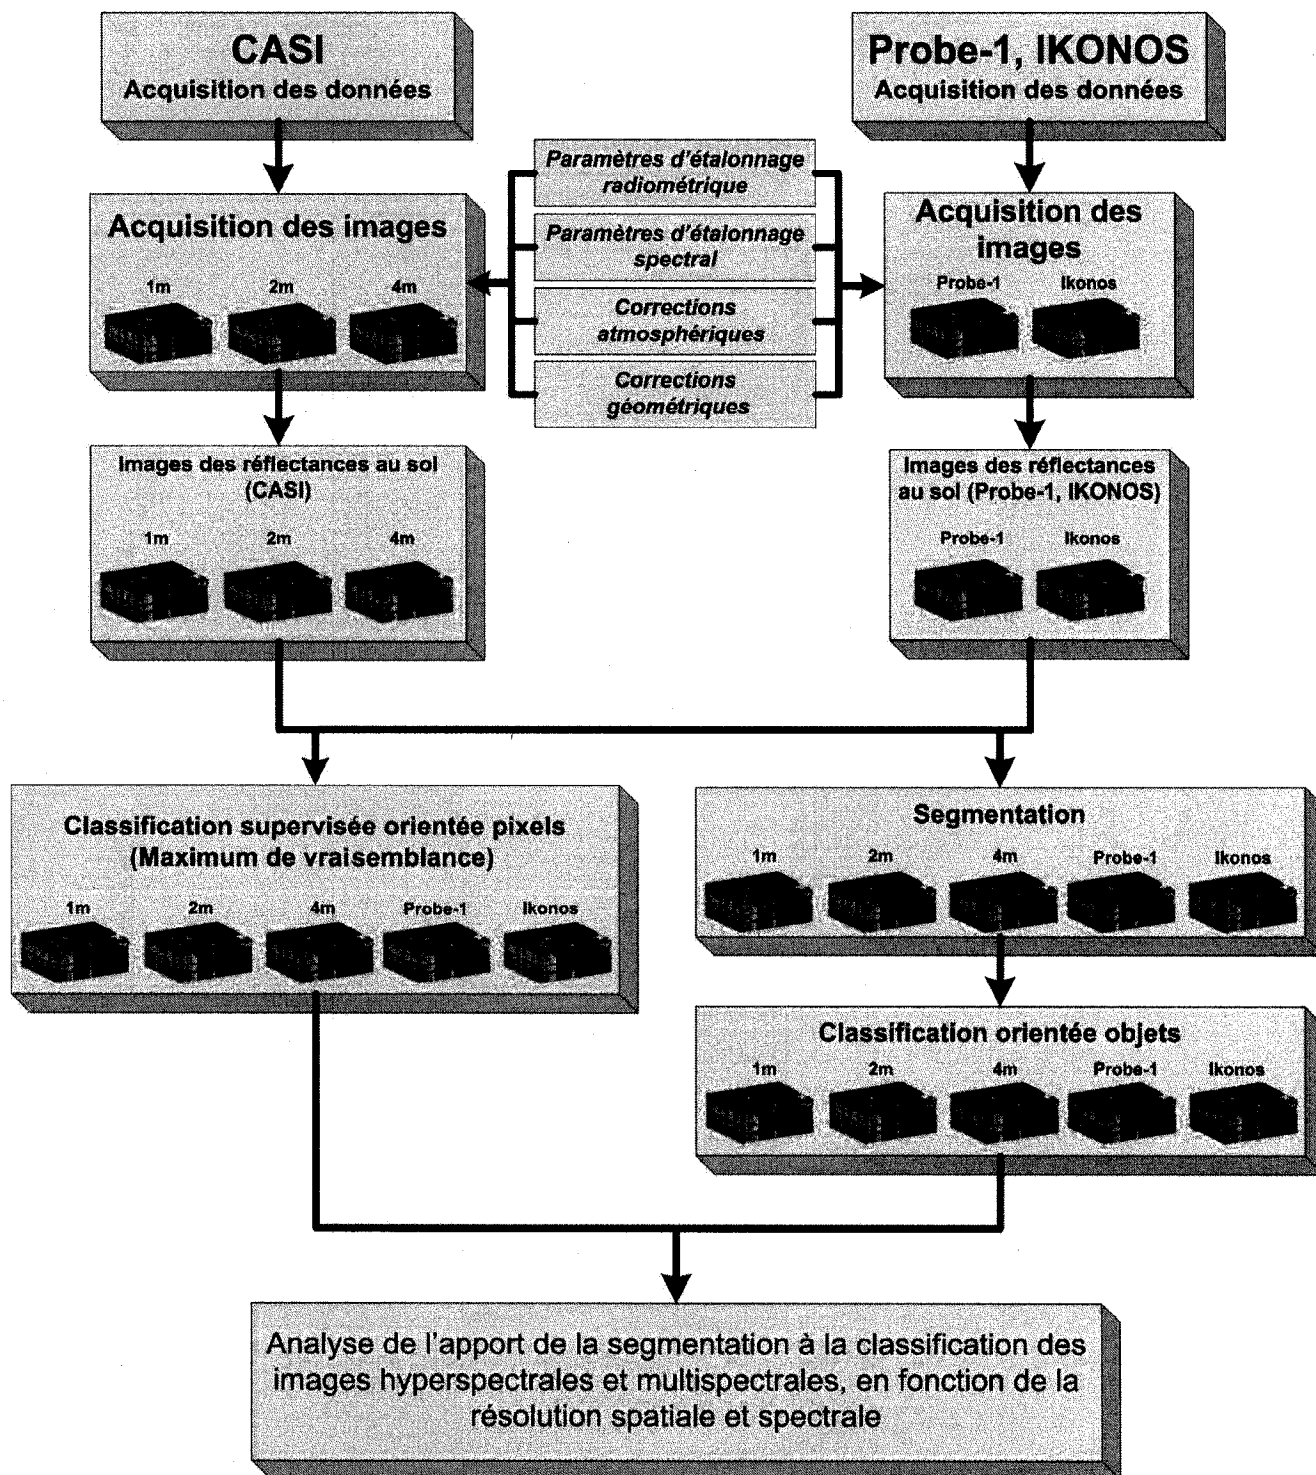 CASI
Acquisition des données
Probe-1, IKONOS
Acquisition des données
Paramètres d'étalonnage
radiométrique
Paramètres d'étalonnage
spectral
Corrections
atmosphériques
Corrections
géométriques
Acquisition des images
1m 2m 4m
Acquisition des
images
Probe-1 Ikonos
Images des réflectances au sol
(CASI)
1m 2m 4m
Images des réflectances
au sol (Probe-1, IKONOS)
Probe-1 Ikonos
Classification supervisée orientée pixels
(Maximum de vraisemblance)
1m 2m 4m Probe-1 Ikonos
Segmentation
1m 2m 4m Probe-1 Ikonos
Classification orientée objets
1m 2m 4m Probe-1 Ikonos
Analyse de l'apport de la segmentation à la classification des
images hyperspectrales et multispectrales, en fonction de la
résolution spatiale et spectrale